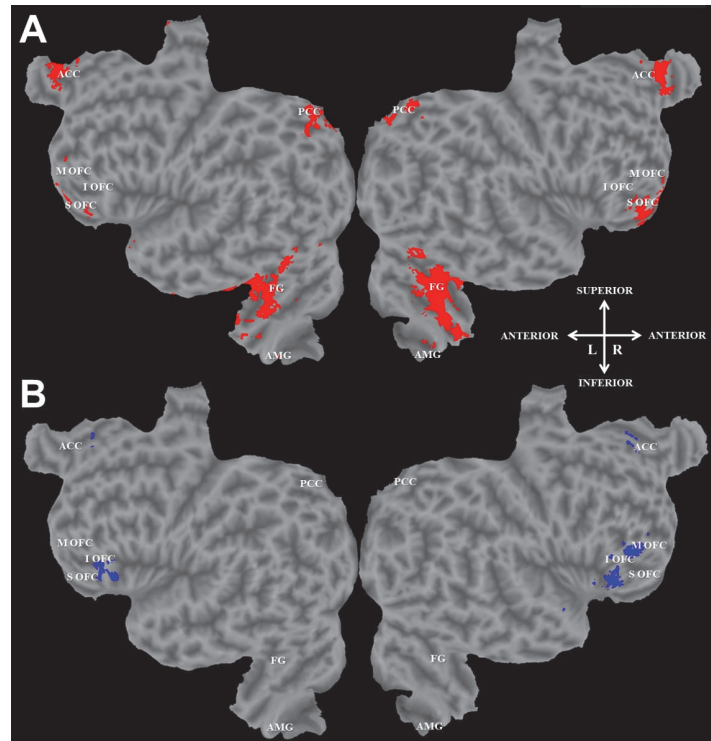 A
ACC
ACC
PCC
PCC
M OFC
M OFC
I OFC
I OFC
S OFC
S OFC
FG
FG
SUPERIOR
ANTERIOR
ANTERIOR
L
R
AMG
AMG
INFERIOR
B
ACC
ACC
PCC
PCC
M OFC
M OFC
I OFC
I OFC
S OFC
S OFC
FG
FG
AMG
AMG